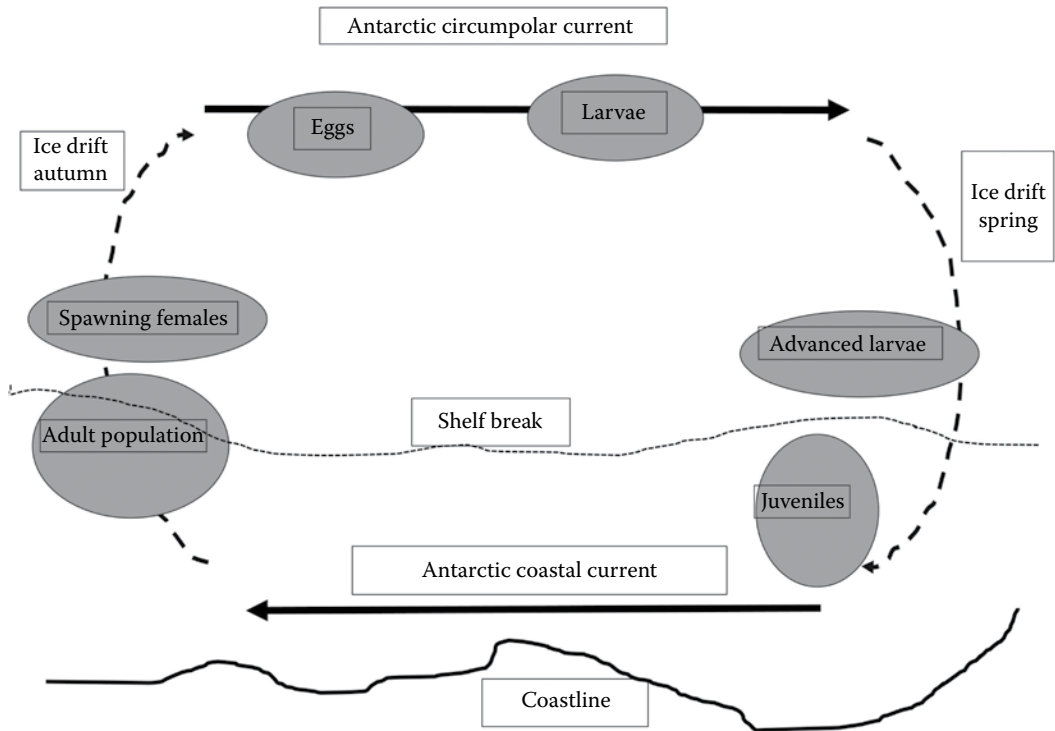 Antarctic circumpolar current
Eggs
Larvae
Ice drift
autumn
Ice drift
spring
Spawning females
Advanced larvae
Shelf break
Adult population
Juveniles
Antarctic coastal current
Coastline